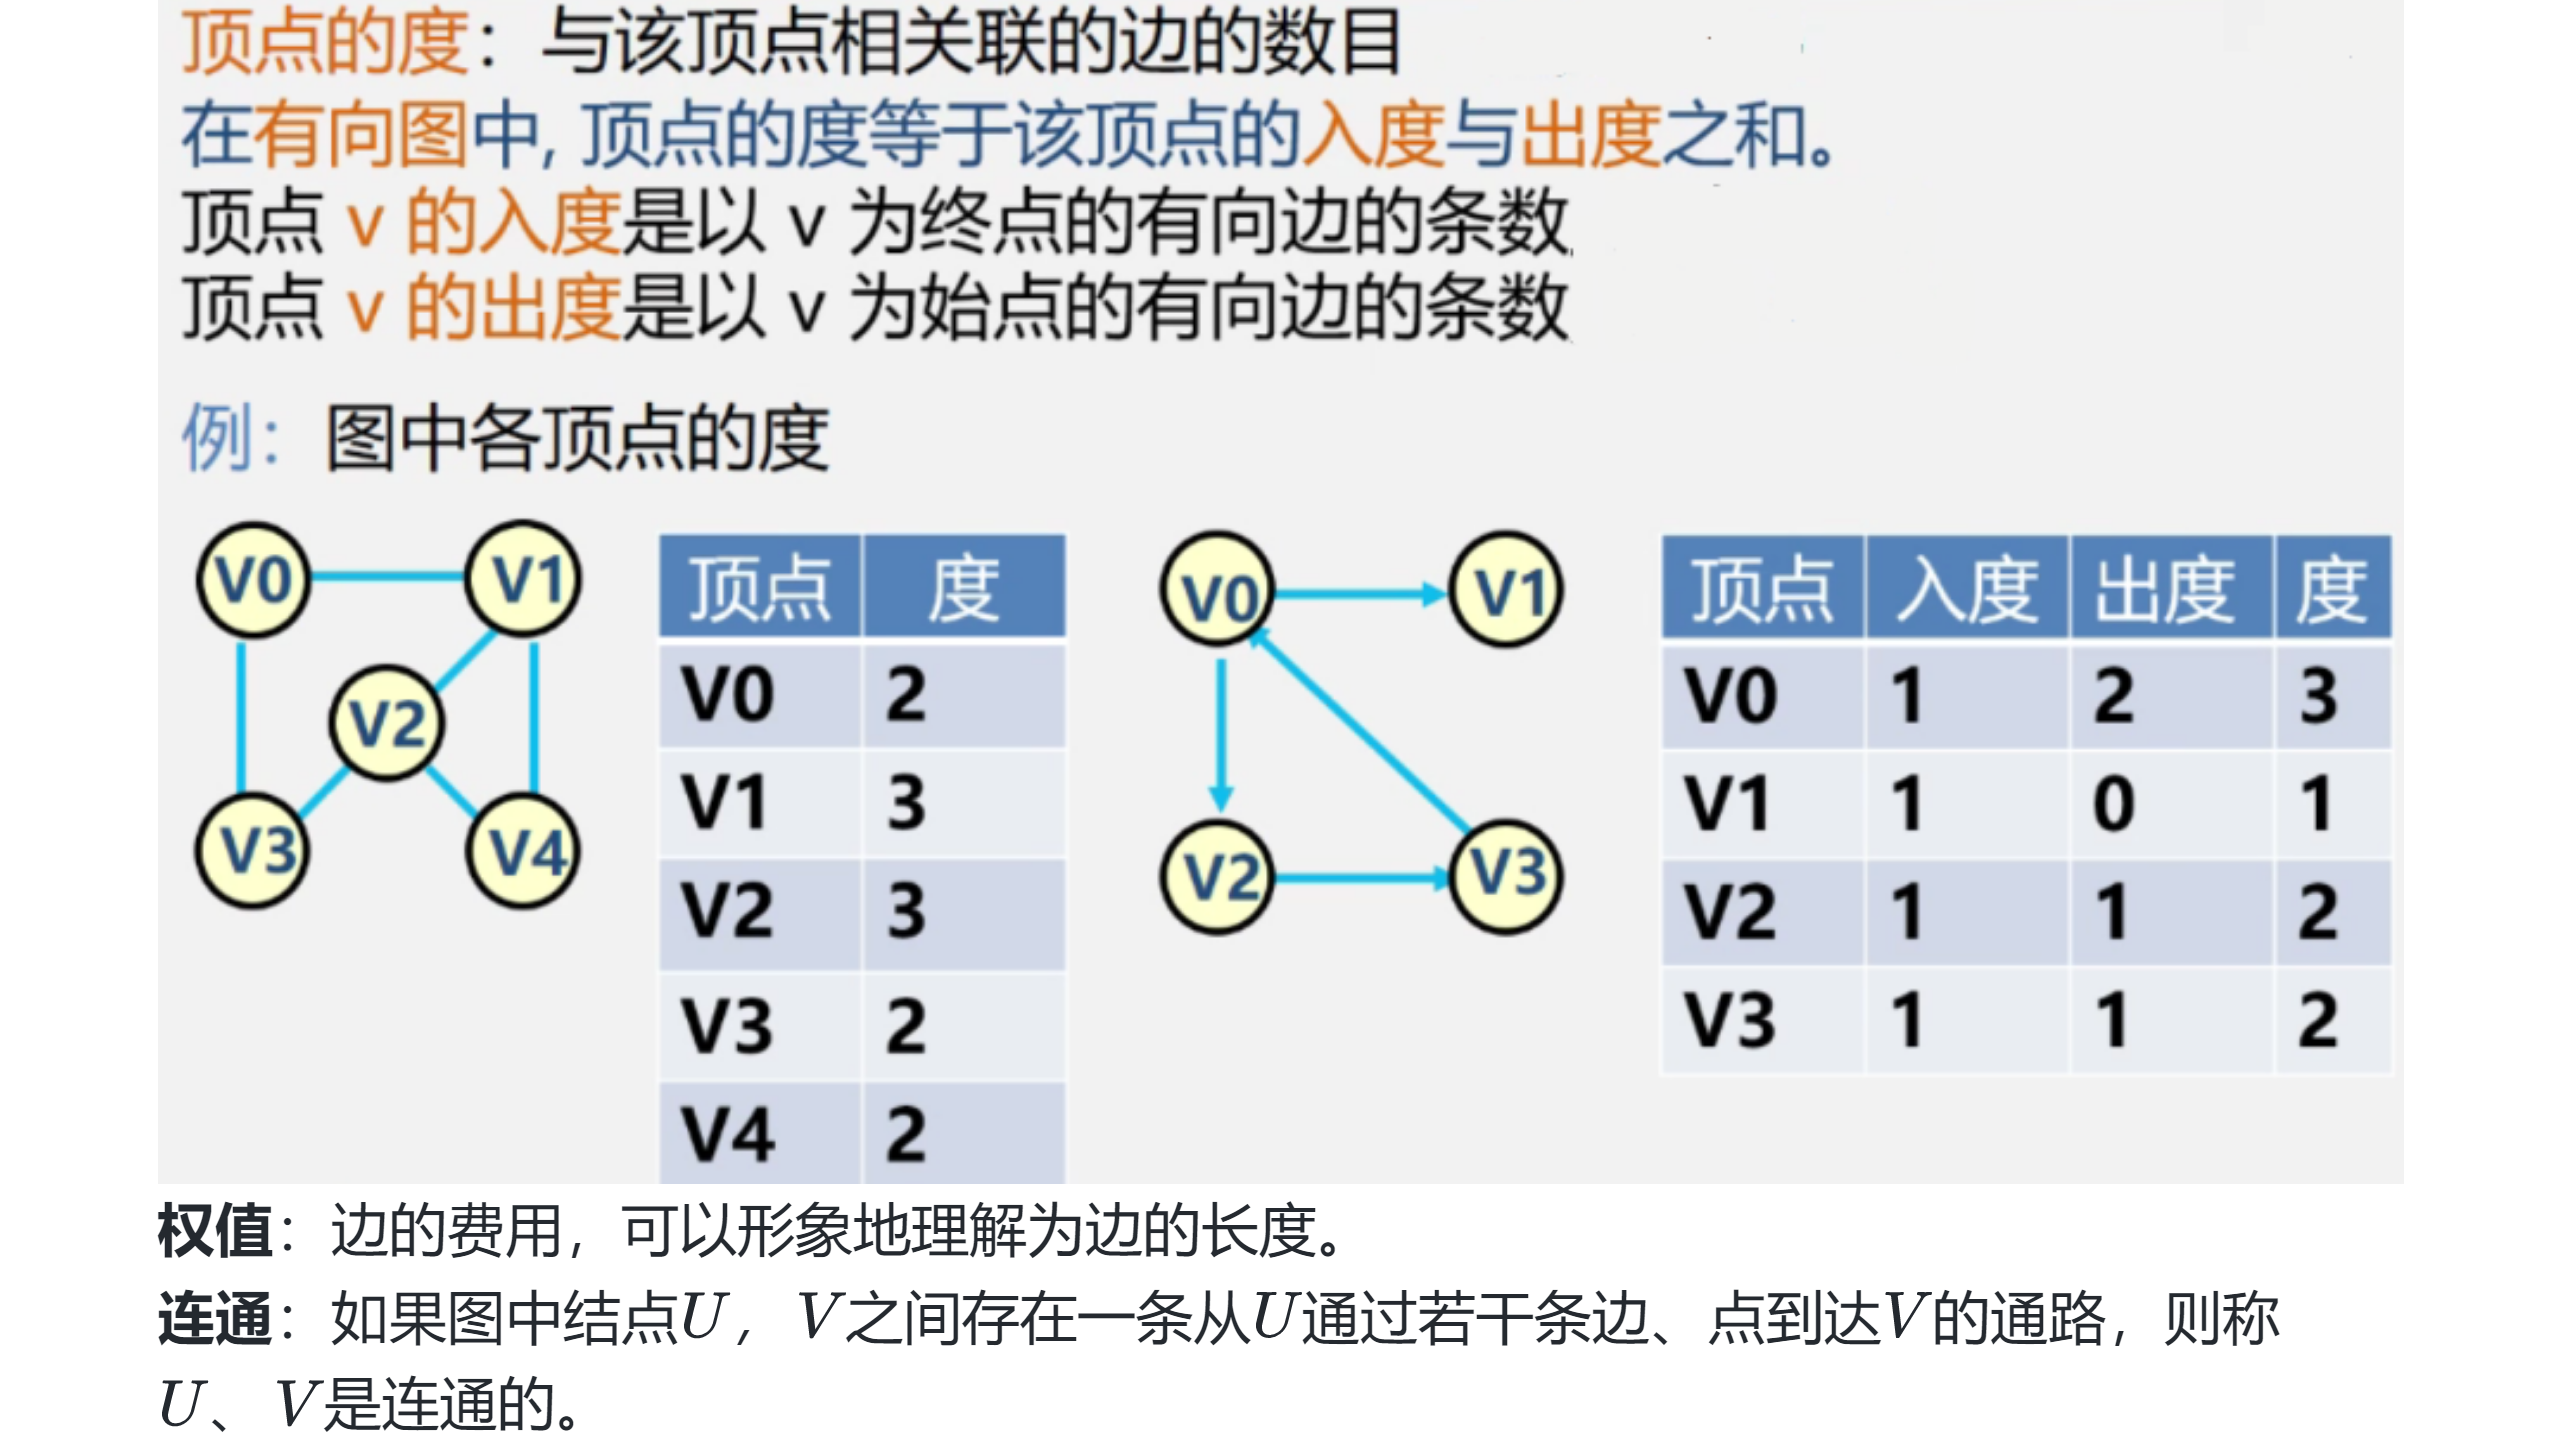 顶点的度：与该顶点相关联的边的数目
在有向图中, 顶点的度等于该顶点的入度与出度之和。
顶点 v 的入度是以 v 为终点的有向边的条数
顶点 v 的出度是以 v 为始点的有向边的条数
例：图中各顶点的度
V0 V1
V2
V3 V4
顶点 度
V0 2
V1 3
V2 3
V3 2
V4 2
V0 V1
V2 V3
顶点 入度 出度 度
V0 1 2 3
V1 1 0 1
V2 1 1 2
V3 1 1 2
权值：边的费用，可以形象地理解为边的长度。
连通：如果图中结点U，V之间存在一条从U通过若干条边、点到达V的通路，则称
U、V是连通的。